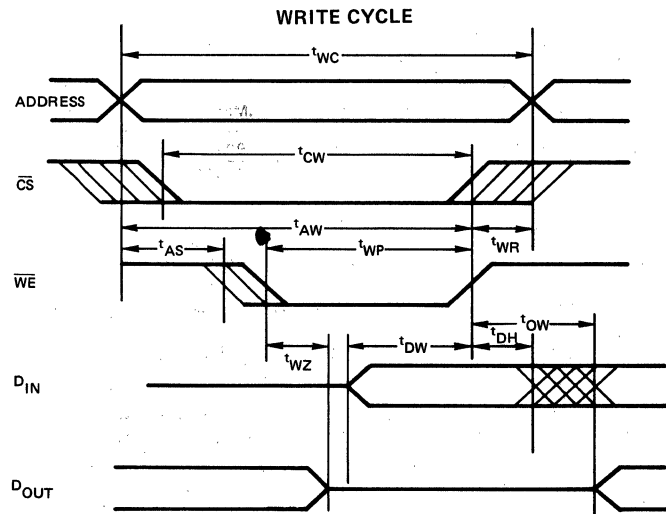 WRITE CYCLE
tWC
ADDRESS
tCW
CS
tAW
tAS
tWP
tWR
WE
tOW
tDW
tDH
tWZ
DIN
DOUT